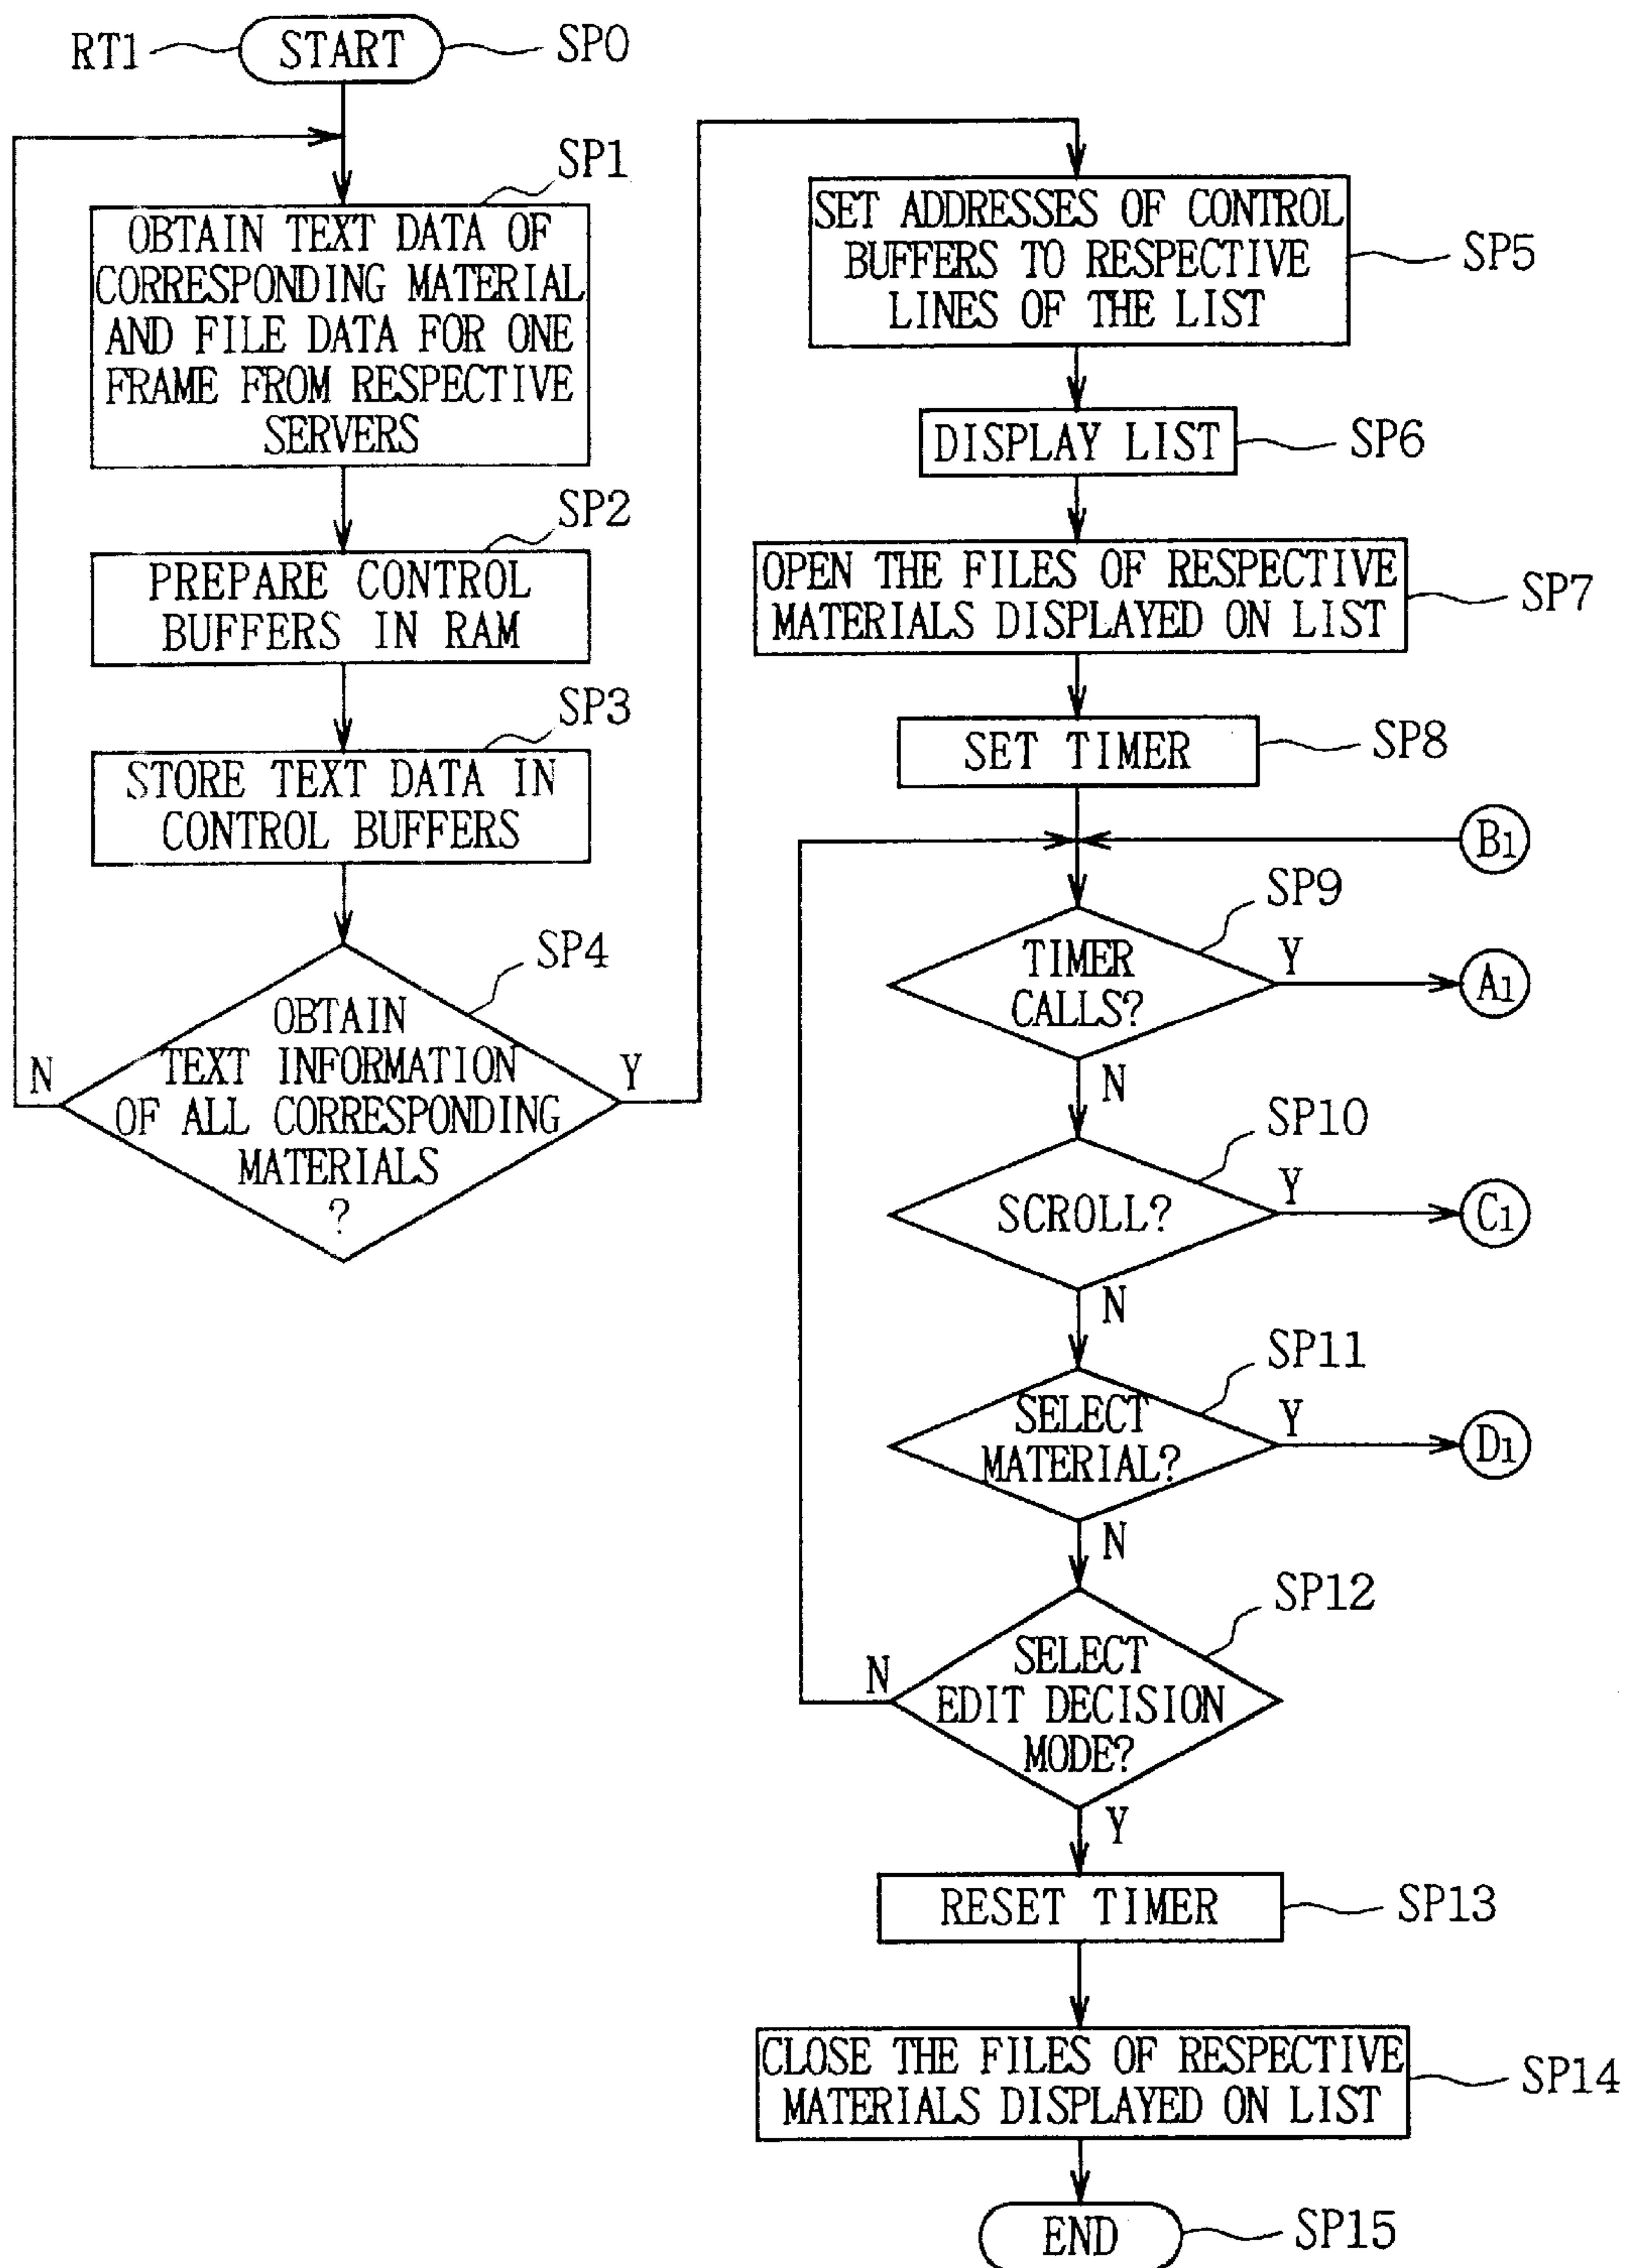 RT1
START
SP0
SP1
OBTAIN TEXT DATA OF
CORRESPONDING MATERIAL
AND FILE DATA FOR ONE
FRAME FROM RESPECTIVE
SERVERS
SP2
PREPARE CONTROL
BUFFERS IN RAM
SP3
STORE TEXT DATA IN
CONTROL BUFFERS
SP4
OBTAIN
TEXT INFORMATION
OF ALL CORRESPONDING
MATERIALS
?
N
Y
SET ADDRESSES OF CONTROL
BUFFERS TO RESPECTIVE
LINES OF THE LIST
SP5
DISPLAY LIST
SP6
OPEN THE FILES OF RESPECTIVE
MATERIALS DISPLAYED ON LIST
SP7
SET TIMER
SP8
B1
SP9
TIMER
CALLS?
Y
A1
N
SP10
SCROLL?
Y
C1
N
SP11
SELECT
MATERIAL?
Y
D1
N
SP12
SELECT
EDIT DECISION
MODE?
N
Y
RESET TIMER
SP13
CLOSE THE FILES OF RESPECTIVE
MATERIALS DISPLAYED ON LIST
SP14
END
SP15